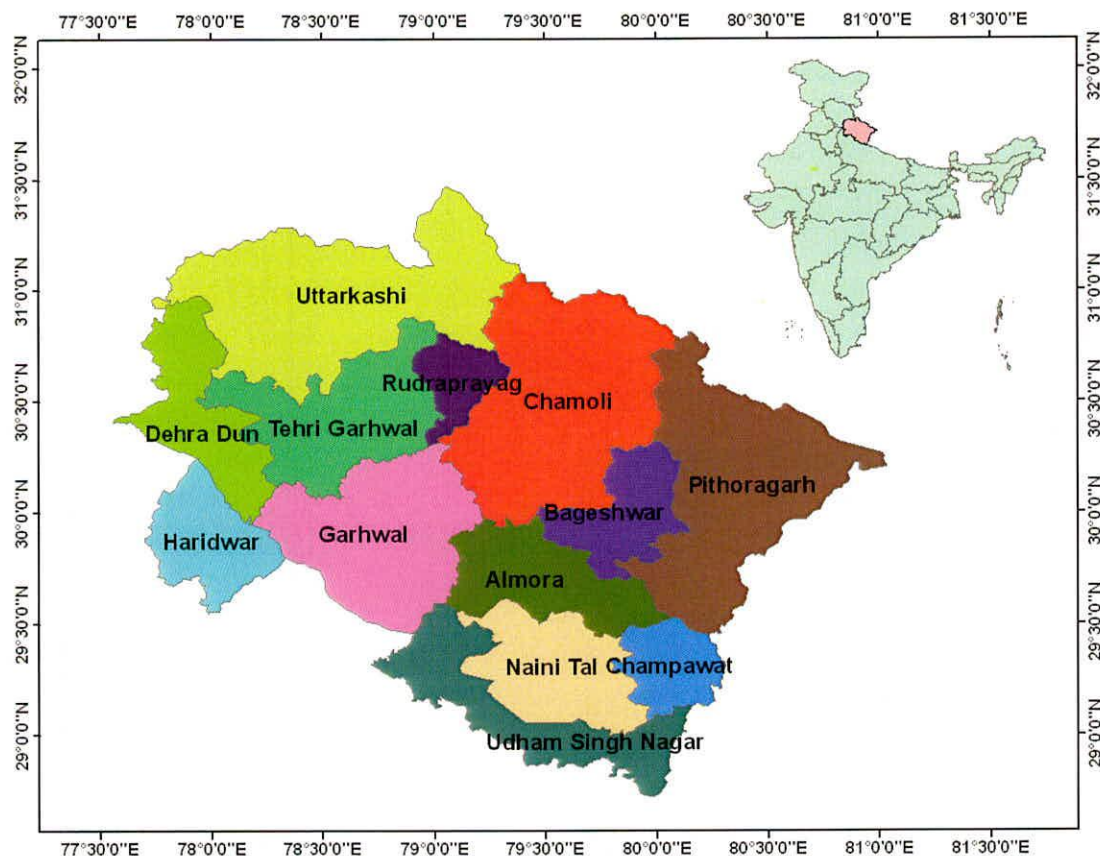 77°30'0"E 78°0'0"E 78°30'0"E 79°0'0"E 79°30'0"E 80°0'0"E 80°30'0"E 81°0'0"E 81°30'0"E
32°0'0"N
31°30'0"N
31°0'0"N
30°30'0"N
30°0'0"N
29°30'0"N
29°0'0"N
Uttarkashi
Rudraprayag
Chamoli
Tehri Garhwal
Dehra Dun
Pithoragarh
Bageshwar
Garhwal
Haridwar
Almora
Naini Tal
Champawat
Udham Singh Nagar
32°0'0"N
31°30'0"N
31°0'0"N
30°30'0"N
30°0'0"N
29°30'0"N
29°0'0"N
77°30'0"E 78°0'0"E 78°30'0"E 79°0'0"E 79°30'0"E 80°0'0"E 80°30'0"E 81°0'0"E 81°30'0"E